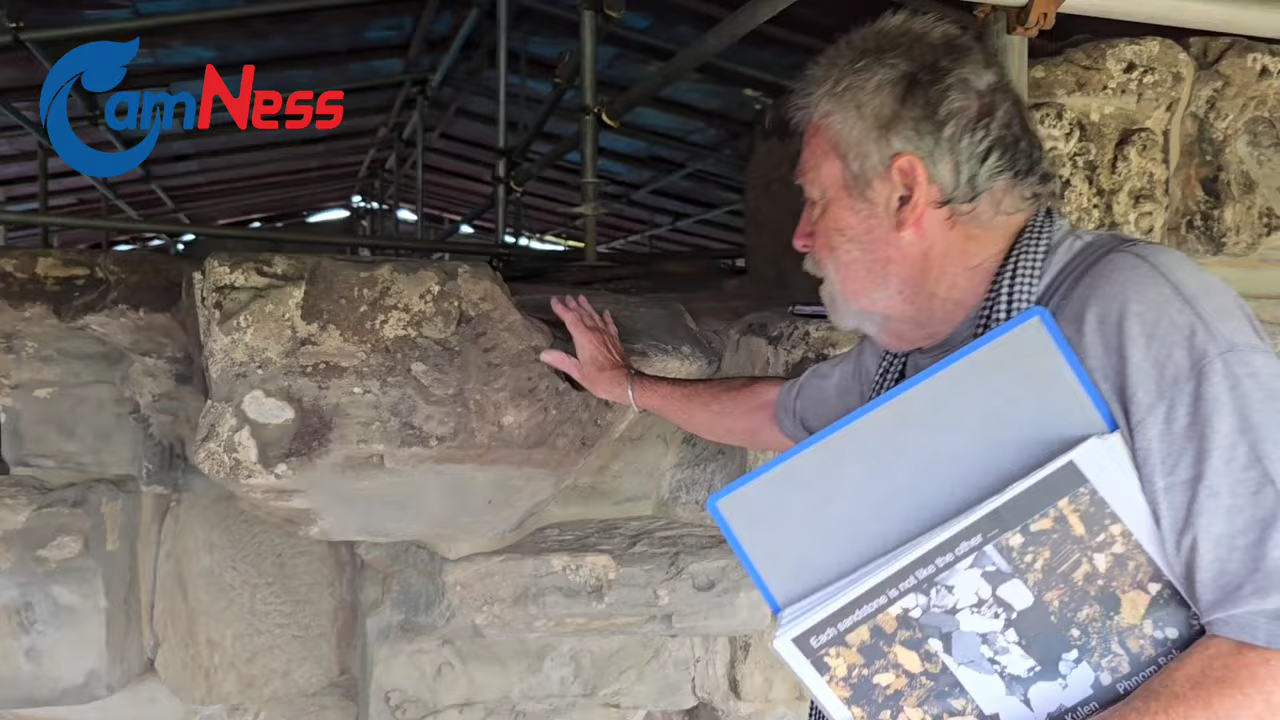 CamNess
Each sandstone is not like the other ...
Kulen
Phnom Bok